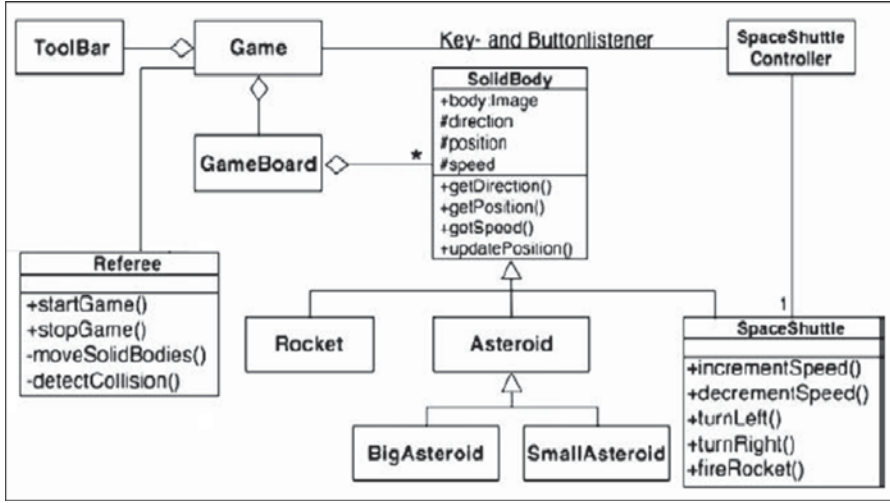 ToolBar
Game
Key- and Buttonlistener
SpaceShuttle
Controller
SolidBody
+body:Image
#direction
#position
#speed
+getDirection()
+getPosition()
+gotSpeed()
+updatePosition()
GameBoard
*
Referee
+startGame()
+stopGame()
-moveSolidBodies()
-detectCollision()
Rocket
Asteroid
1
SpaceShuttle
+incrementSpeed()
+decrementSpeed()
+turnLeft()
+turnRight()
+fireRocket()
BigAsteroid
SmallAsteroid